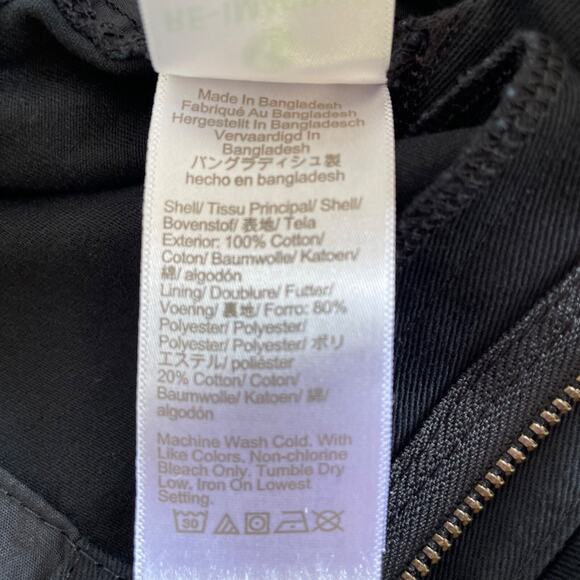 RE-IMA
Made In Bangladesh
Fabriqué Au Bangladesh
Hergestellt In Bangladesch
Vervaardigd In
Bangladesh
バングラディシュ製
hecho en bangladesh
Shell/ Tissu Principal/ Shell/
Bovenstof/ 表地/ Tela
Exterior: 100% Cotton/
Coton/ Baumwolle/ Katoen/
綿/ algodón
Lining/ Doublure/ Futter/
Voering/ 裏地/ Forro: 80%
Polyester/ Polyester/
Polyester/ Polyester/ ポリ
エステル/ poliéster
20% Cotton/ Coton/
Baumwolle/ Katoen/ 綿/
algodón
Machine Wash Cold. With
Like Colors. Non-chlorine
Bleach Only. Tumble Dry
Low. Iron On Lowest
Setting.
30